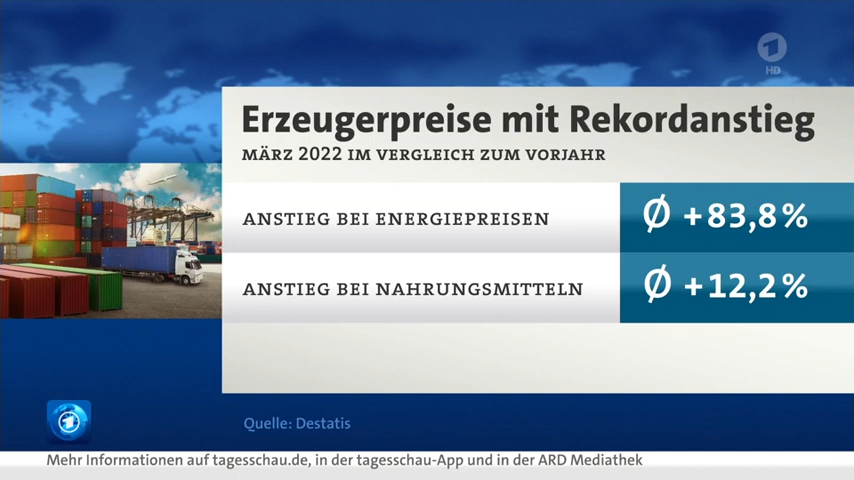 HD
Erzeugerpreise mit Rekordanstieg
MÄRZ 2022 IM VERGLEICH ZUM VORJAHR
ANSTIEG BEI ENERGIEPREISEN Ø +83,8%
ANSTIEG BEI NAHRUNGSMITTELN Ø +12,2%
Quelle: Destatis
Mehr Informationen auf tagesschau.de, in der tagesschau-App und in der ARD Mediathek